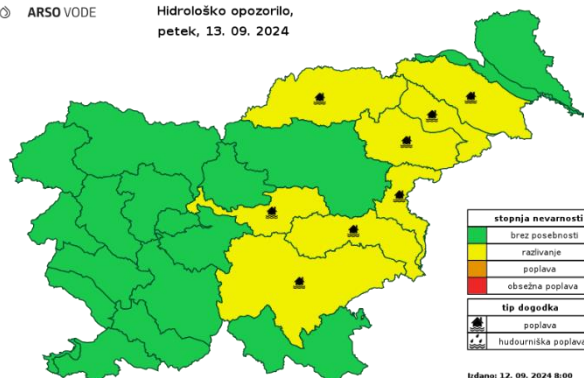 ARSO VODE
Hidrološko opozorilo,
petek, 13. 09. 2024
stopnja nevarnosti
brez posebnosti
razlivanje
poplava
obsežna poplava
tip dogodka
poplava
hudourniška poplava
Izdano: 12. 09. 2024 8:00